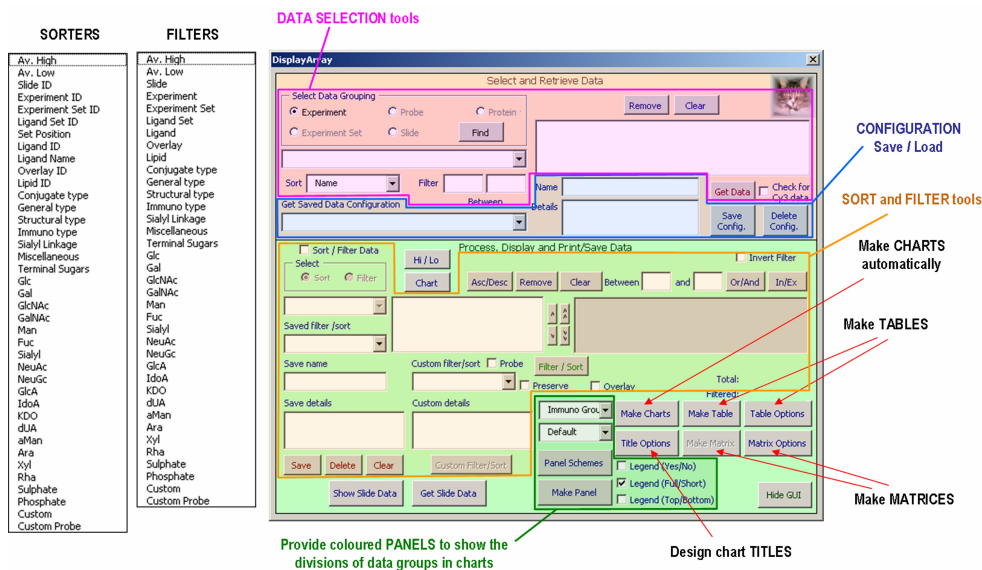 DATA SELECTION tools
SORTERS
Av. High
Av. Low
Slide ID
Experiment ID
Experiment Set ID
Ligand Set ID
Set Position
Ligand ID
Ligand Name
Overlay ID
Lipid ID
Conjugate type
General type
Structural type
Immuno type
Sialyl Linkage
Miscellaneous
Terminal Sugars
Glc
Gal
GlcNAc
GalNAc
Man
Fuc
Sialyl
NeuAc
NeuGc
GlcA
IdoA
KDO
dUA
aMan
Ara
Xyl
Rha
Sulphate
Phosphate
Custom
Custom Probe
FILTERS
Av. High
Av. Low
Slide
Experiment
Experiment Set
Ligand Set
Ligand
Overlay
Lipid
Conjugate type
General type
Structural type
Immuno type
Sialyl Linkage
Miscellaneous
Terminal Sugars
Glc
Gal
GlcNAc
GalNAc
Man
Fuc
Sialyl
NeuAc
NeuGc
GlcA
IdoA
KDO
dUA
aMan
Ara
Xyl
Rha
Sulphate
Phosphate
Custom
Custom Probe
DisplayArray
Select and Retrieve Data
Select Data Grouping
Experiment Probe Protein
Experiment Set Slide Find
Remove Clear
Sort Name Filter
Between
Name
Details
Get Data
Check for
Cy3 data
Get Saved Data Configuration
Save
Config.
Delete
Config.
CONFIGURATION
Save / Load
Process, Display and Print/Save Data
Sort / Filter Data
Select
Sort Filter
Hi / Lo
Chart
Invert Filter
Asc/Desc Remove Clear Between and Or/And In/Ex
Saved filter /sort
Save name
Custom filter/sort Probe
Filter / Sort
Preserve Overlay
Total:
Filtered:
Save details
Custom details
Save Delete Clear
Custom Filter/Sort
Show Slide Data Get Slide Data
Immuno Grou
Default
Panel Schemes
Make Panel
Make Charts Make Table Table Options
Title Options Make Matrix Matrix Options
Legend (Yes/No)
Legend (Full/Short)
Legend (Top/Bottom)
Hide GUI
SORT and FILTER tools
Make CHARTS
automatically
Make TABLES
Make MATRICES
Design chart TITLES
Provide coloured PANELS to show the
divisions of data groups in charts